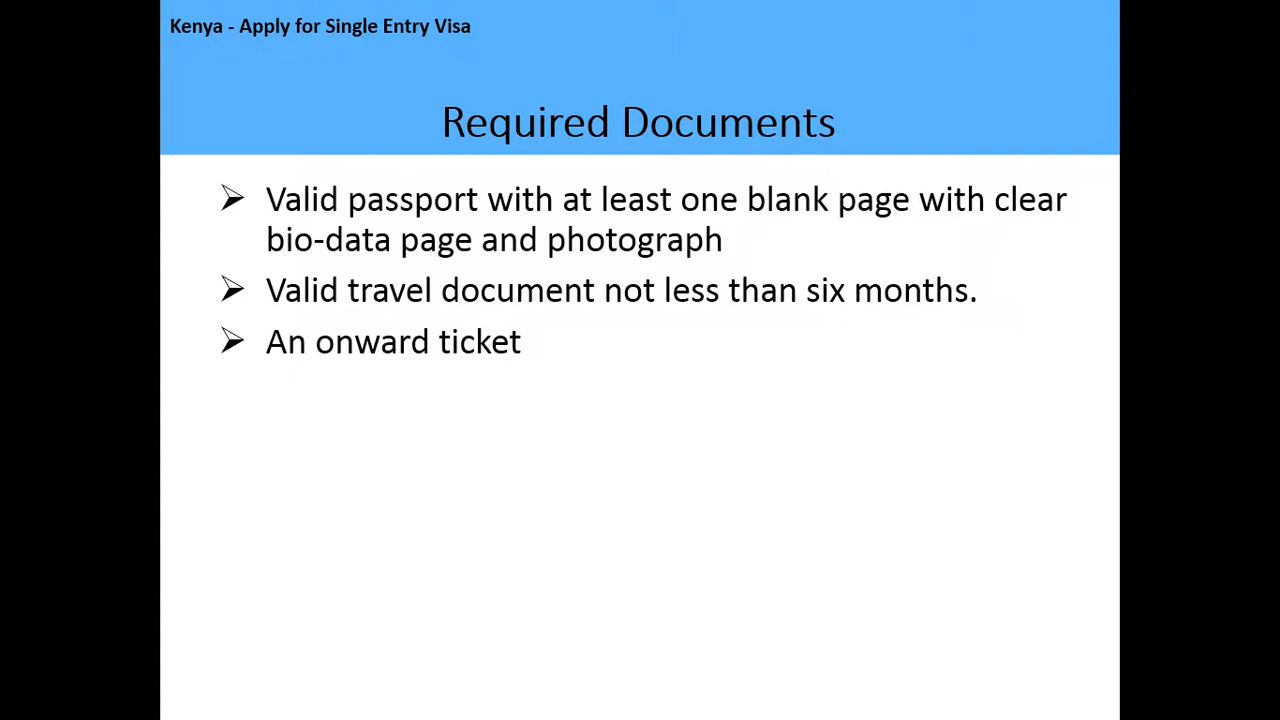 Kenya - Apply for Single Entry Visa
Required Documents
➢ Valid passport with at least one blank page with clear
bio-data page and photograph
➢ Valid travel document not less than six months.
➢ An onward ticket